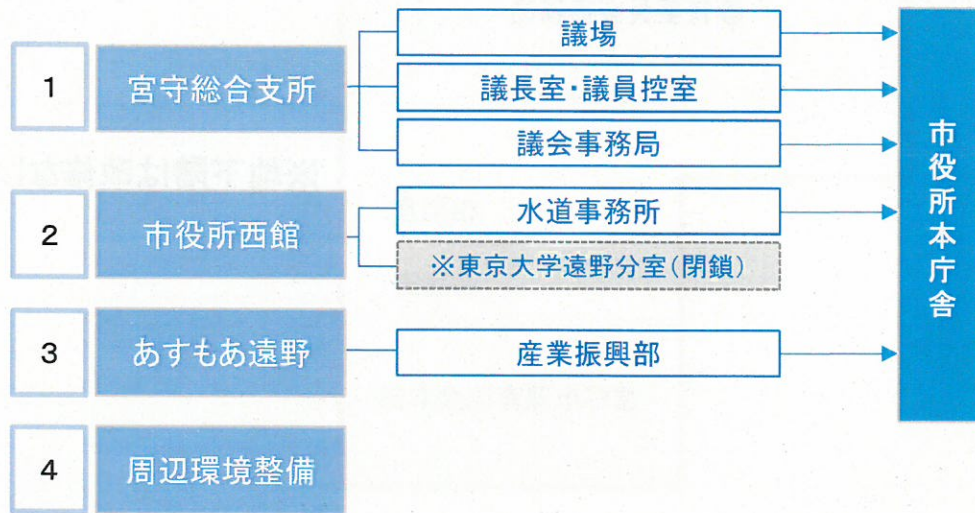 1
宮守総合支所
議場
議長室・議員控室
議会事務局
2
市役所西館
水道事務所
※東京大学遠野分室(閉鎖)
3
あすもあ遠野
産業振興部
4
周辺環境整備
市役所本庁舎